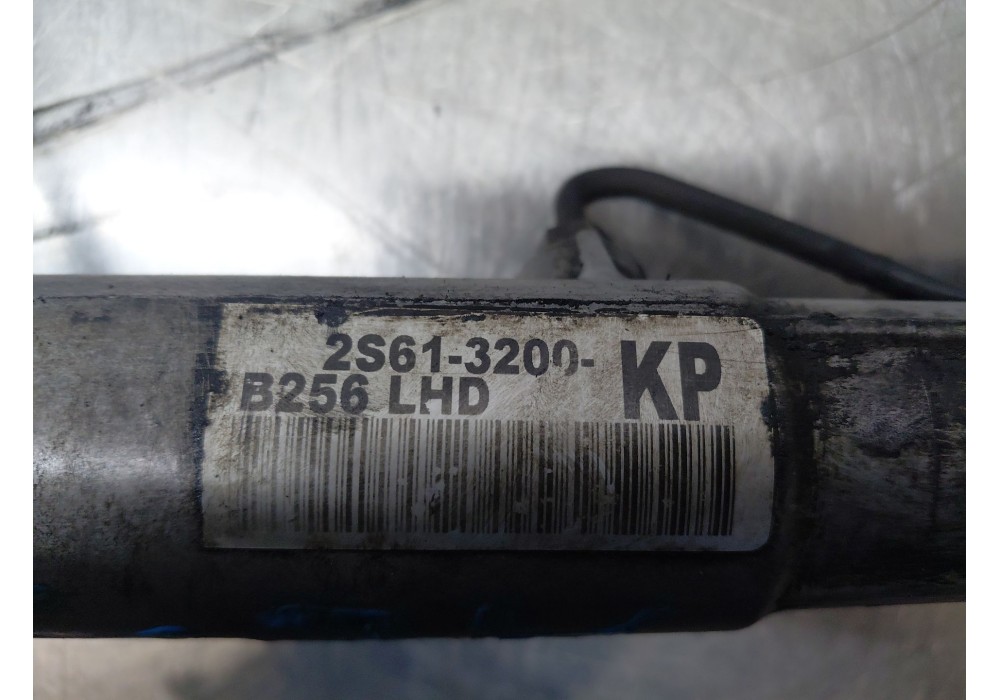 2S61-3200- KP
B256 LHD